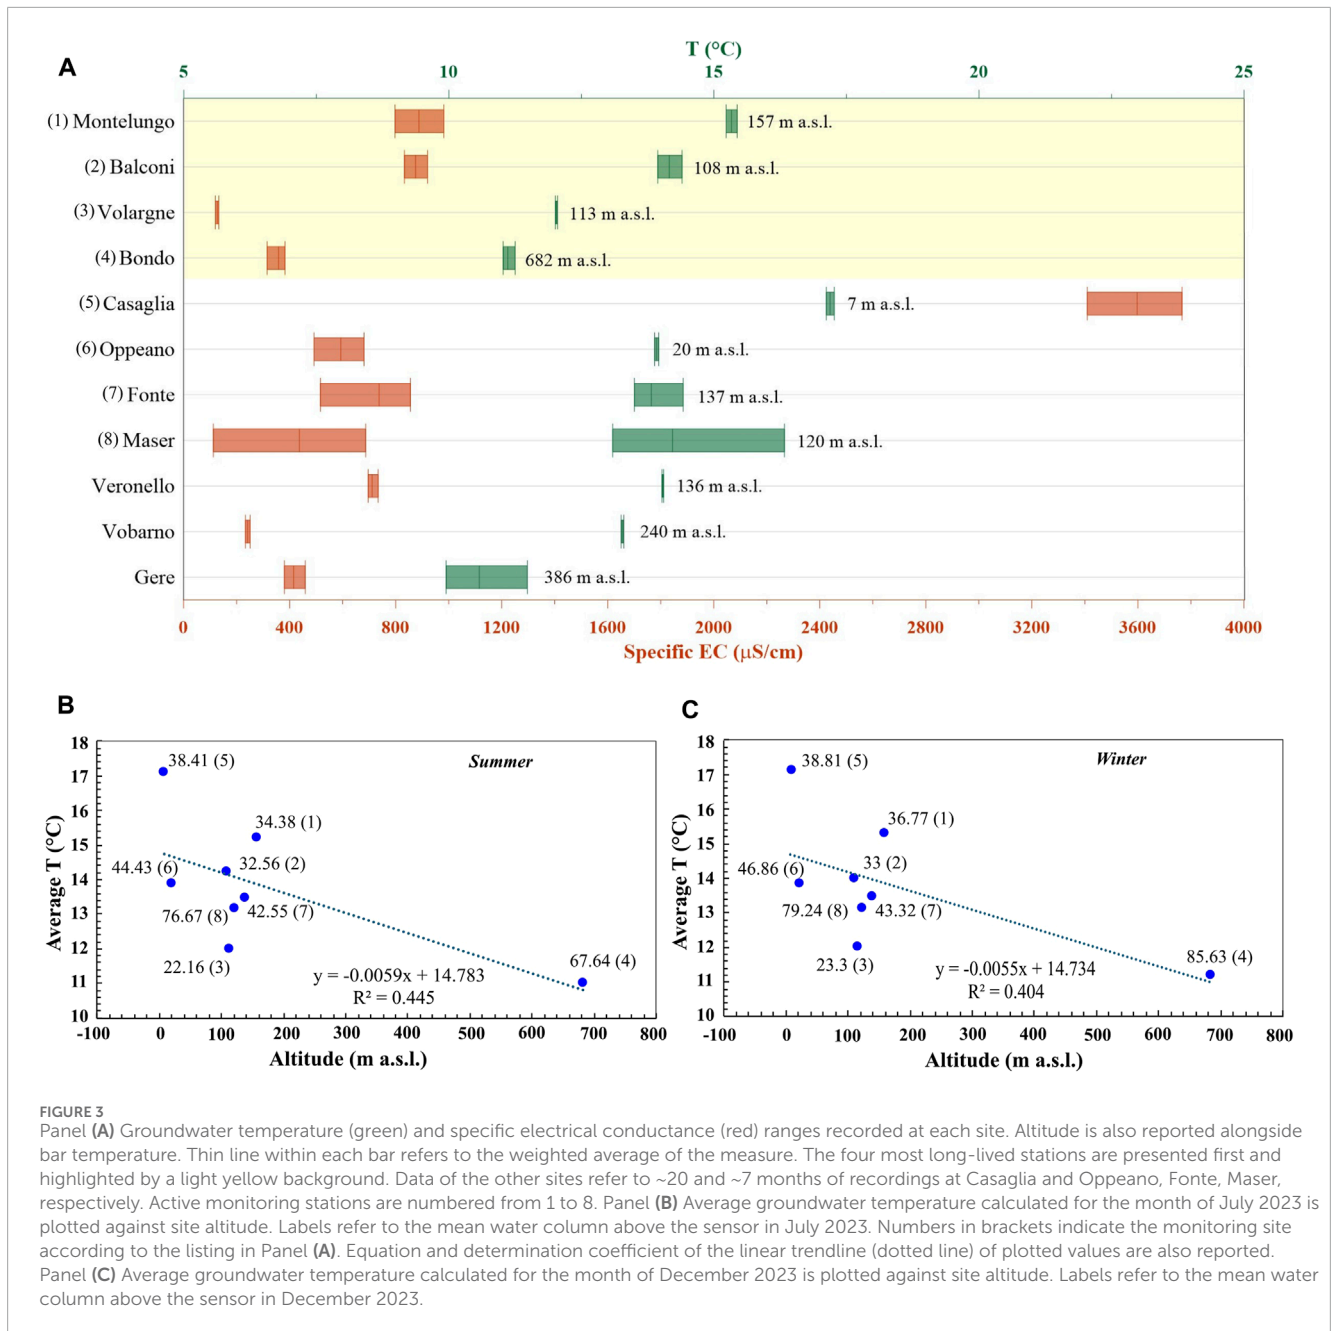 A
T (°C)
5 10 15 20 25
(1) Montelungo 157 m a.s.l.
(2) Balconi 108 m a.s.l.
(3) Volargne 113 m a.s.l.
(4) Bondo 682 m a.s.l.
(5) Casaglia 7 m a.s.l.
(6) Oppeano 20 m a.s.l.
(7) Fonte 137 m a.s.l.
(8) Maser 120 m a.s.l.
Veronello 136 m a.s.l.
Vobarno 240 m a.s.l.
Gere 386 m a.s.l.
0 400 800 1200 1600 2000 2400 2800 3200 3600 4000
Specific EC (µS/cm)
B
Summer
Average T (°C)
18
17
16
15
14
13
12
11
10
38.41 (5)
34.38 (1)
44.43 (6)
32.56 (2)
76.67 (8)
42.55 (7)
22.16 (3)
67.64 (4)
y = -0.0059x + 14.783
R² = 0.445
-100 0 100 200 300 400 500 600 700 800
Altitude (m a.s.l.)
C
Winter
Average T (°C)
18
17
16
15
14
13
12
11
10
38.81 (5)
36.77 (1)
46.86 (6)
33 (2)
79.24 (8)
43.32 (7)
23.3 (3)
85.63 (4)
y = -0.0055x + 14.734
R² = 0.404
-100 0 100 200 300 400 500 600 700 800
Altitude (m a.s.l.)
FIGURE 3
Panel (A) Groundwater temperature (green) and specific electrical conductance (red) ranges recorded at each site. Altitude is also reported alongside
bar temperature. Thin line within each bar refers to the weighted average of the measure. The four most long-lived stations are presented first and
highlighted by a light yellow background. Data of the other sites refer to ~20 and ~7 months of recordings at Casaglia and Oppeano, Fonte, Maser,
respectively. Active monitoring stations are numbered from 1 to 8. Panel (B) Average groundwater temperature calculated for the month of July 2023 is
plotted against site altitude. Labels refer to the mean water column above the sensor in July 2023. Numbers in brackets indicate the monitoring site
according to the listing in Panel (A). Equation and determination coefficient of the linear trendline (dotted line) of plotted values are also reported.
Panel (C) Average groundwater temperature calculated for the month of December 2023 is plotted against site altitude. Labels refer to the mean water
column above the sensor in December 2023.